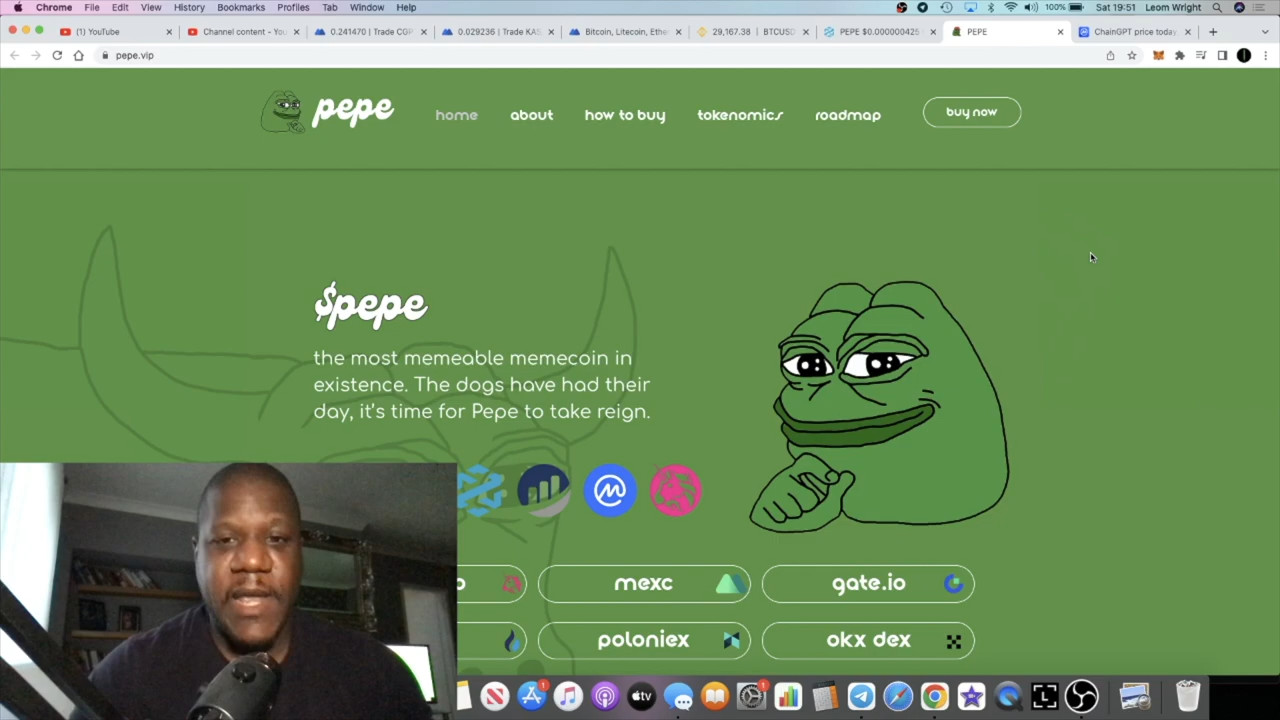 Chrome File Edit View History Bookmarks Profiles Tab Window Help 100% Sat 19:51 Leom Wright
(1) YouTube Channel content - You 0.241470 | Trade CGP 0.029236 | Trade KAS Bitcoin, Litecoin, Ethe 29,167.38 | BTCUSD PEPE $0.000000425 PEPE ChainGPT price today
pepe.vip
pepe home about how to buy tokenomics roadmap buy now
$pepe
the most memeable memecoin in
existence. The dogs have had their
day, it's time for Pepe to take reign.
mexc gate.io
poloniex okx dex
tv